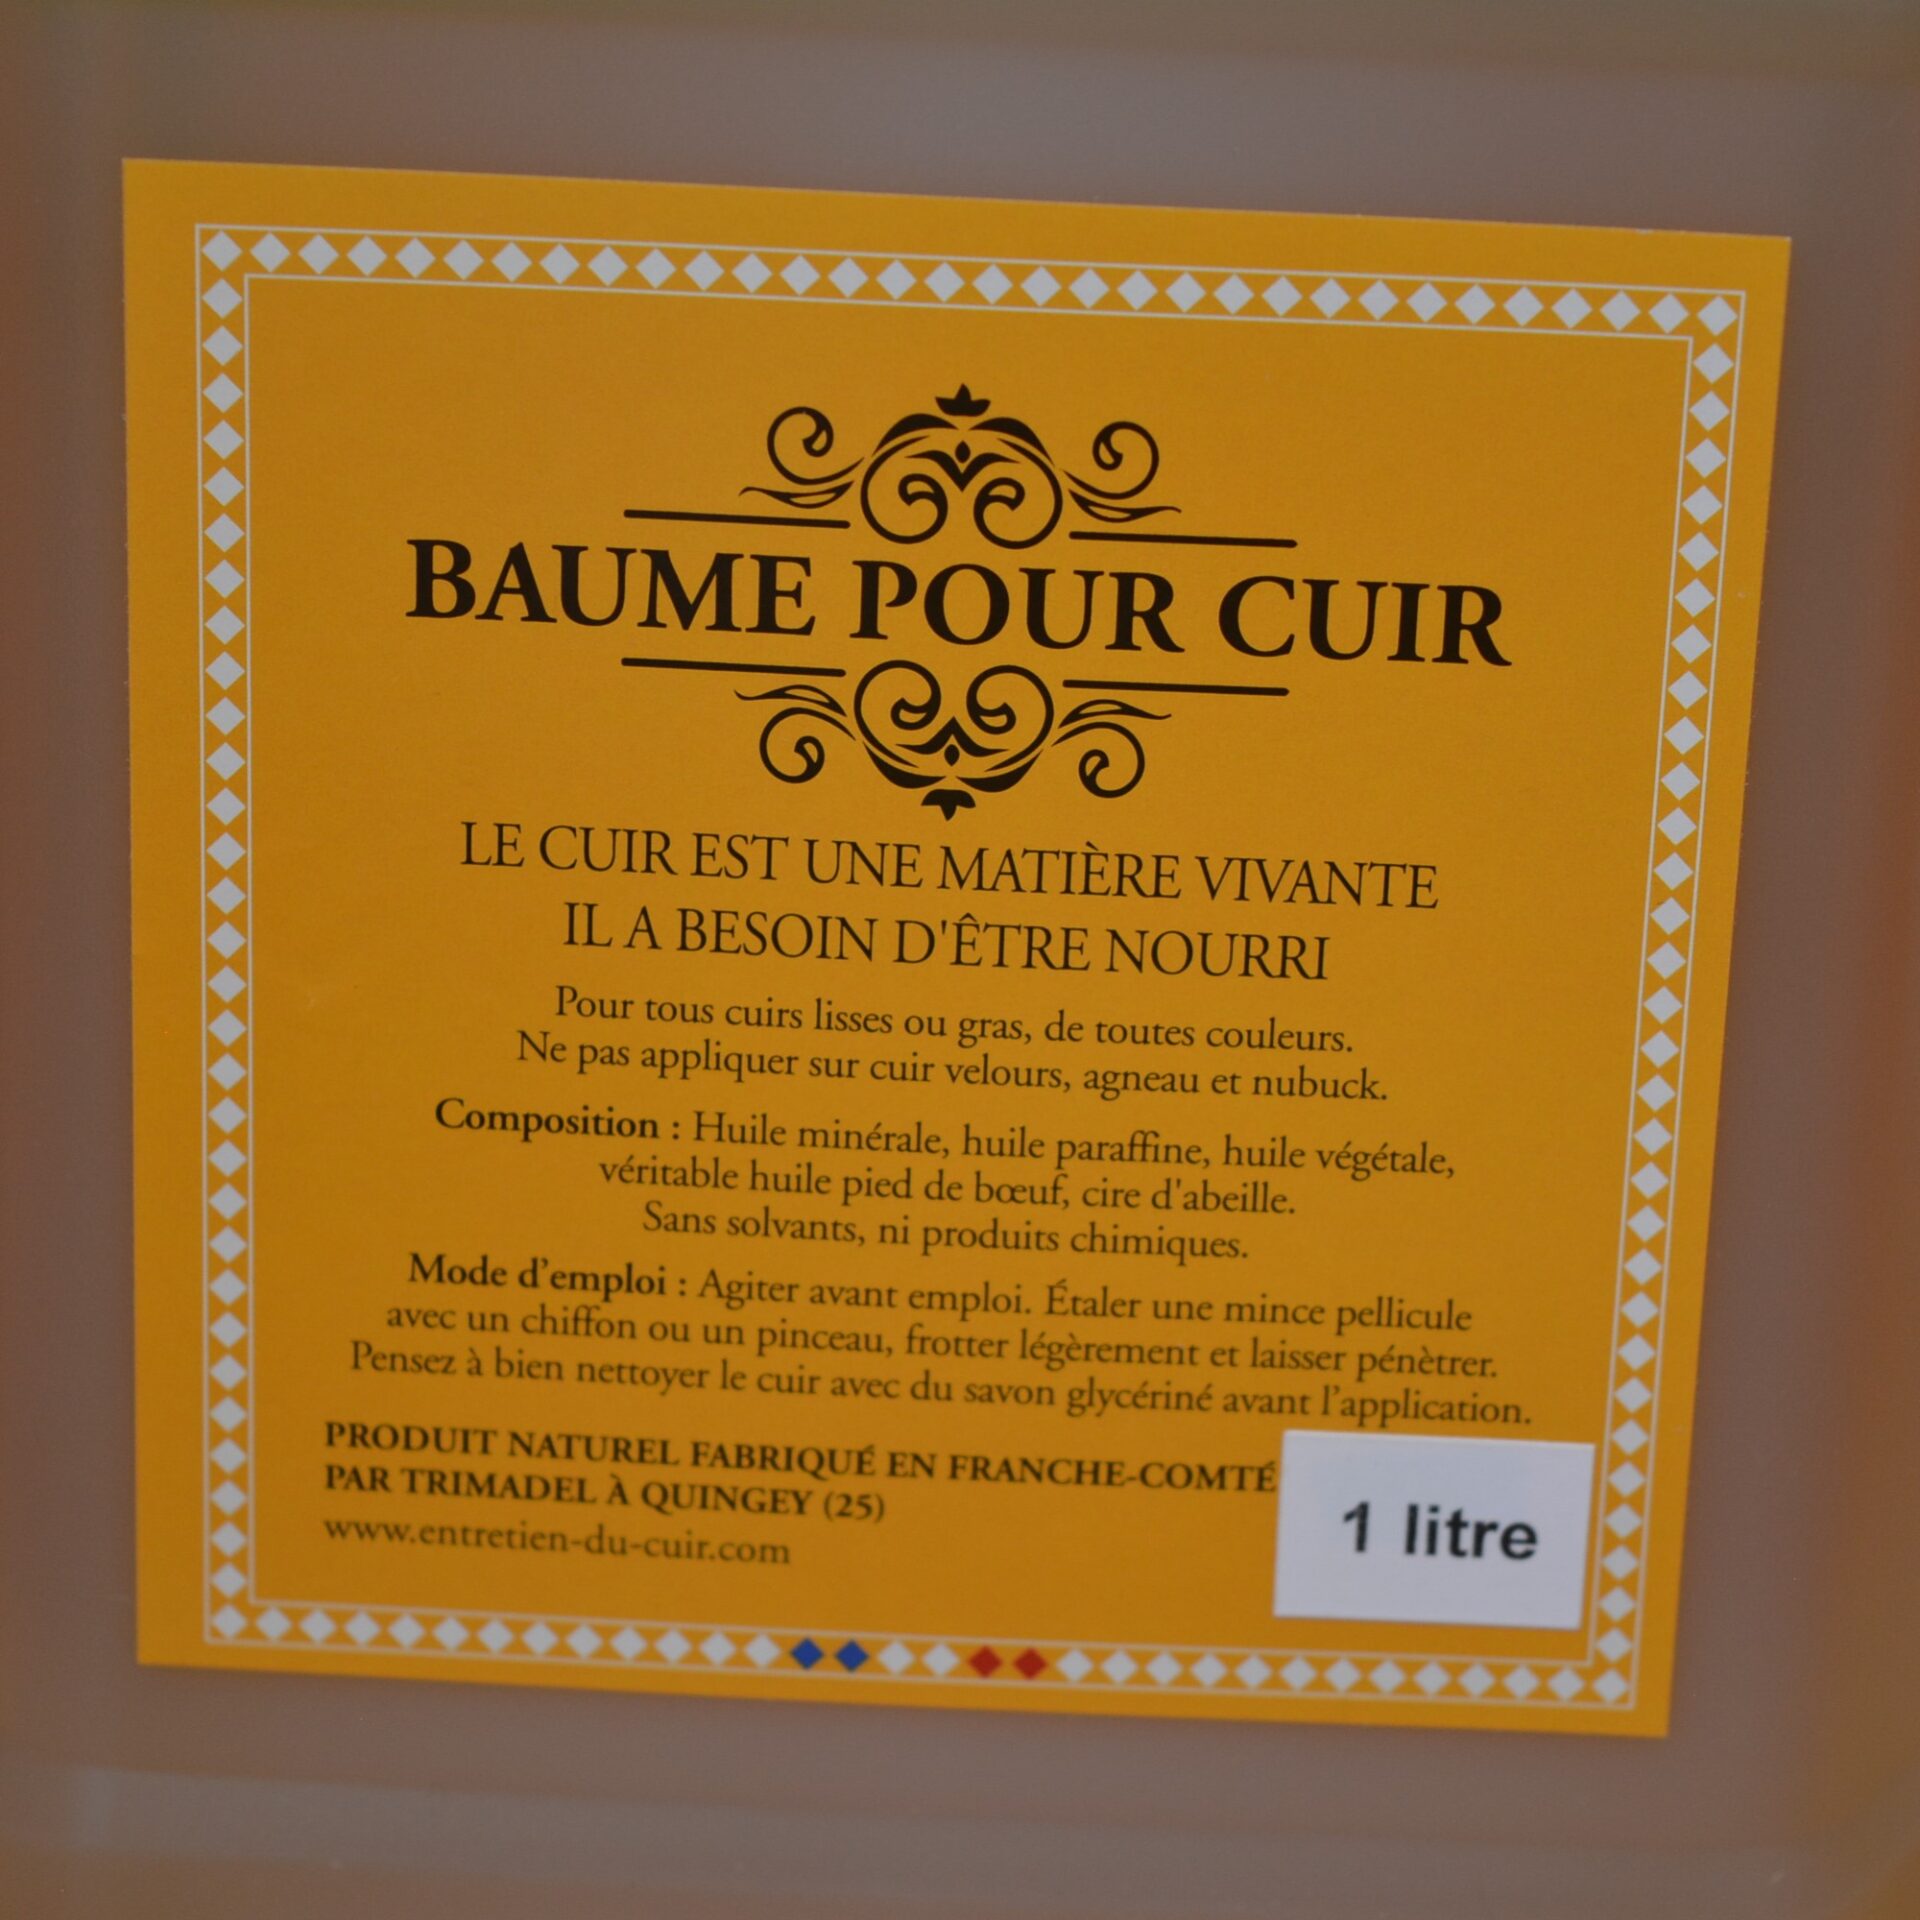 BAUME POUR CUIR
LE CUIR EST UNE MATIÈRE VIVANTE
IL A BESOIN D'ÊTRE NOURRI
Pour tous cuirs lisses ou gras, de toutes couleurs.
Ne pas appliquer sur cuir velours, agneau et nubuck.
Composition : Huile minérale, huile paraffine, huile végétale,
véritable huile pied de bœuf, cire d'abeille.
Sans solvants, ni produits chimiques.
Mode d’emploi : Agiter avant emploi. Étaler une mince pellicule
avec un chiffon ou un pinceau, frotter légèrement et laisser pénètrer.
Pensez à bien nettoyer le cuir avec du savon glycériné avant l’application.
PRODUIT NATUREL FABRIQUÉ EN FRANCHE-COMTÉ
PAR TRIMADEL À QUINGEY (25)
www.entretien-du-cuir.com
1 litre